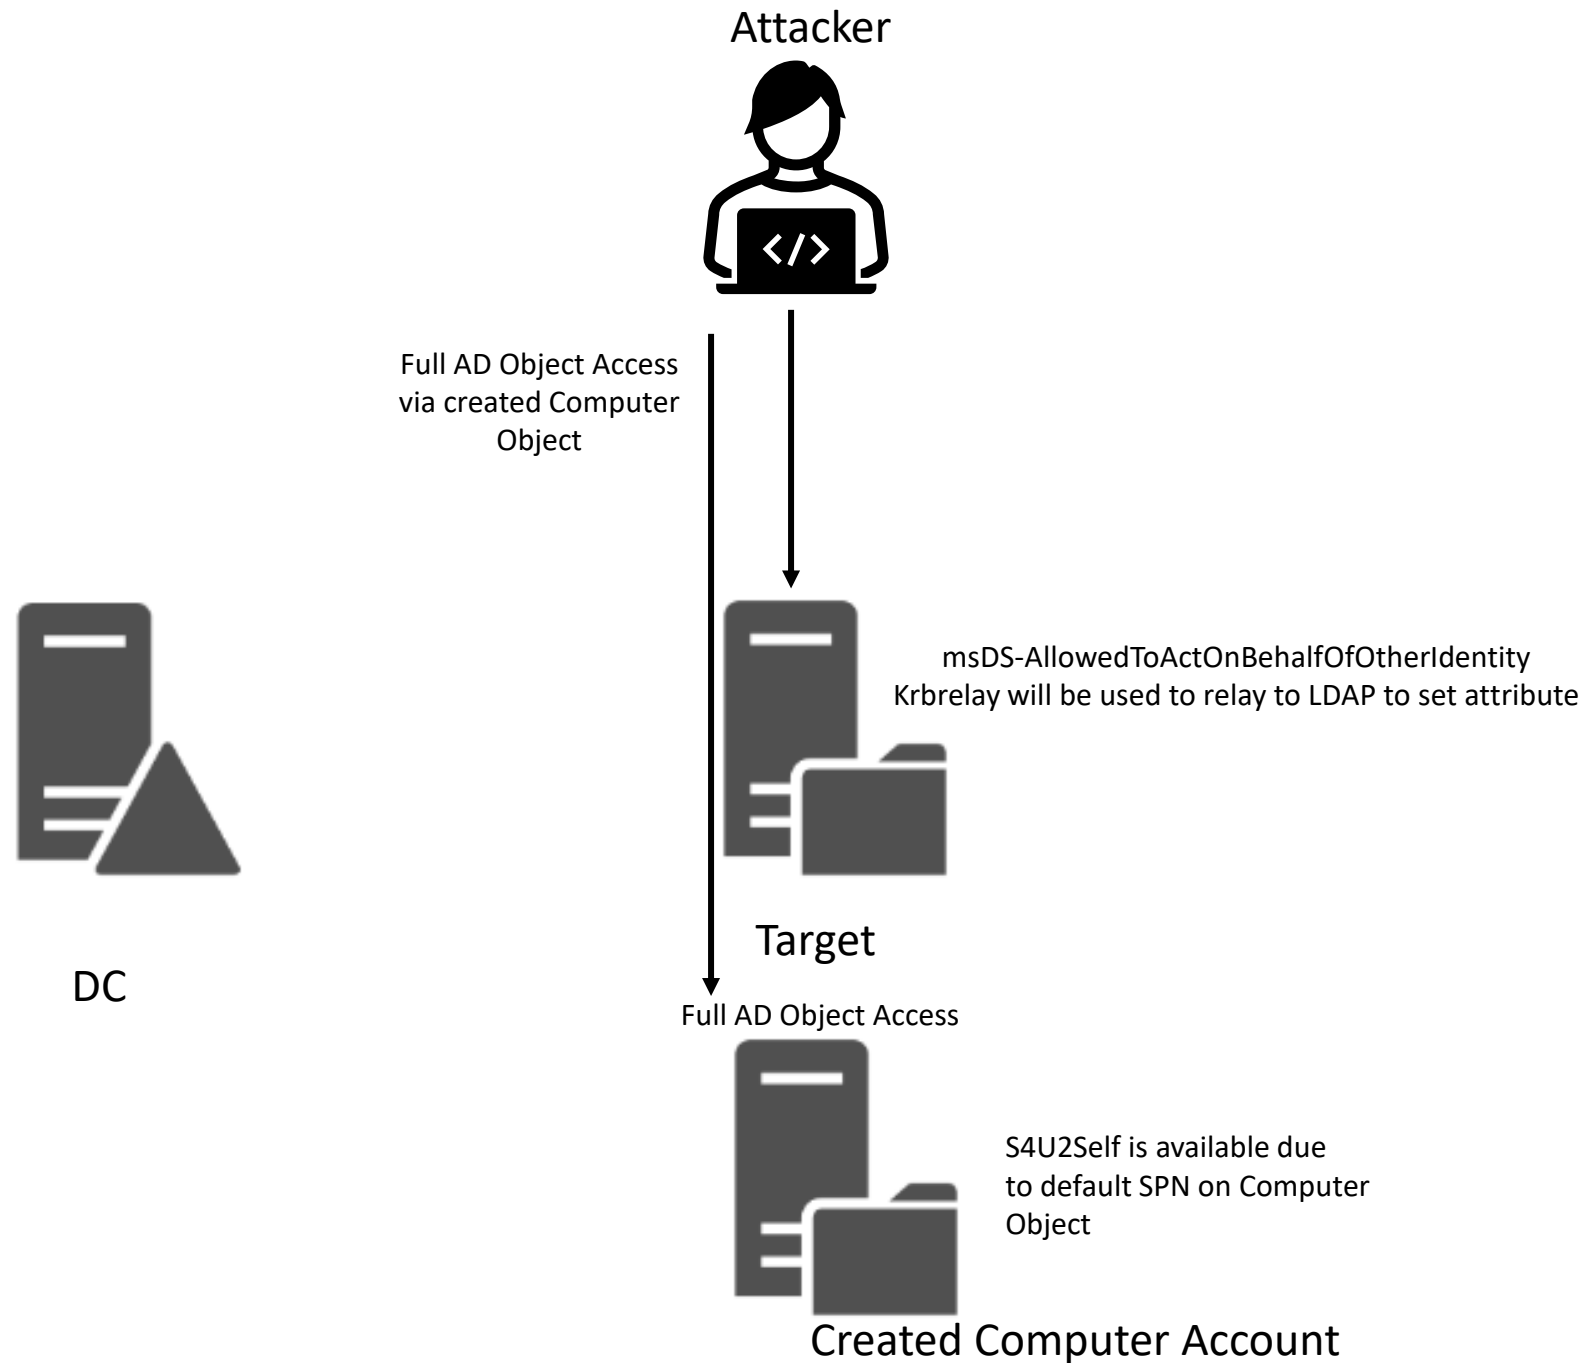 Attacker
</>
Full AD Object Access
via created Computer
Object
msDS-AllowedToActOnBehalfOfOtherIdentity
Krbrelay will be used to relay to LDAP to set attribute
Target
DC
Full AD Object Access
S4U2Self is available due
to default SPN on Computer
Object
Created Computer Account